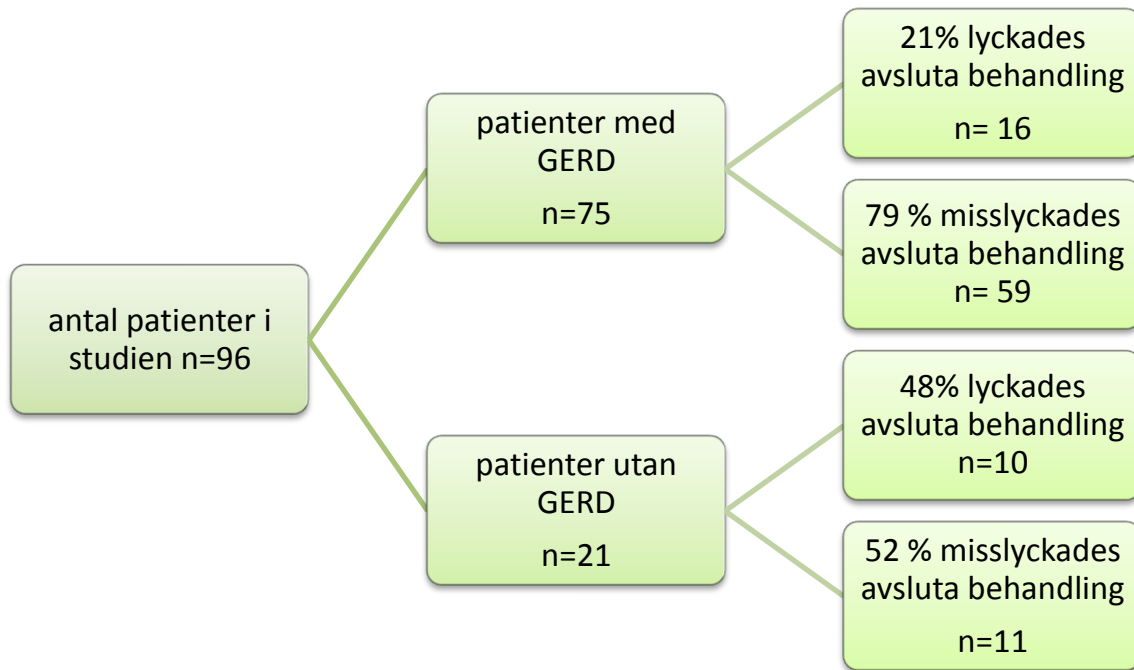 antal patienter i
studien n=96
patienter med
GERD
n=75
21% lyckades
avsluta behandling
n= 16
79 % misslyckades
avsluta behandling
n= 59
patienter utan
GERD
n=21
48% lyckades
avsluta behandling
n=10
52 % misslyckades
avsluta behandling
n=11